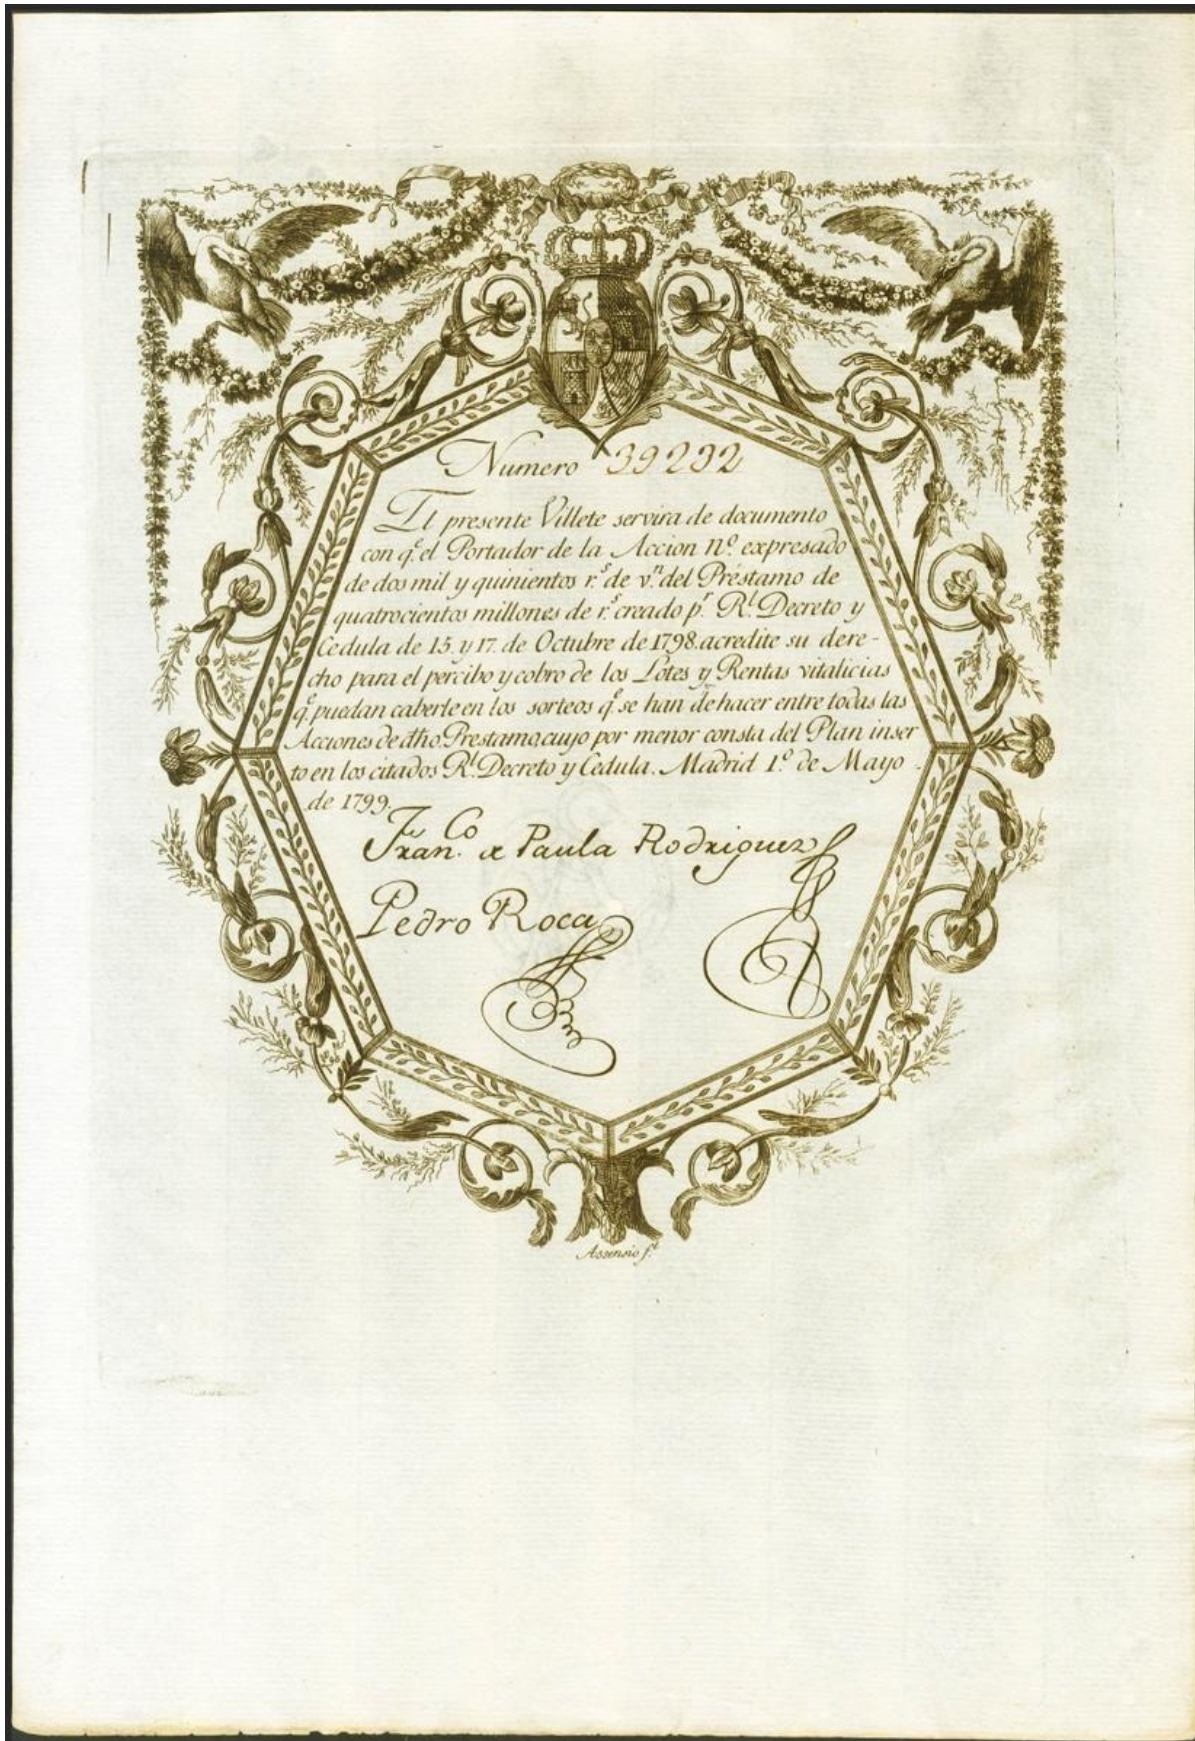 Numero 39232
El presente Villete servira de documento
con q.e el Portador de la Accion N.o expresado
de dos mil y quinientos r.s de v.n del Préstamo de
quatrocientos millones de r.s creado p.r R.l Decreto y
Cedula de 15. y 17. de Octubre de 1798. acredite su dere-
cho para el percibo y cobro de los Lotes y Rentas vitalicias
q.e puedan caberle en los sorteos q.e se han de hacer entre todas las
Acciones de dho. Prestamo, cuyo por menor consta del Plan inser
to en los citados R.l Decreto y Cedula. Madrid 1.o de Mayo
de 1799.
Fran.co de Paula Rodriguez
Pedro Roca
Assensio f.t